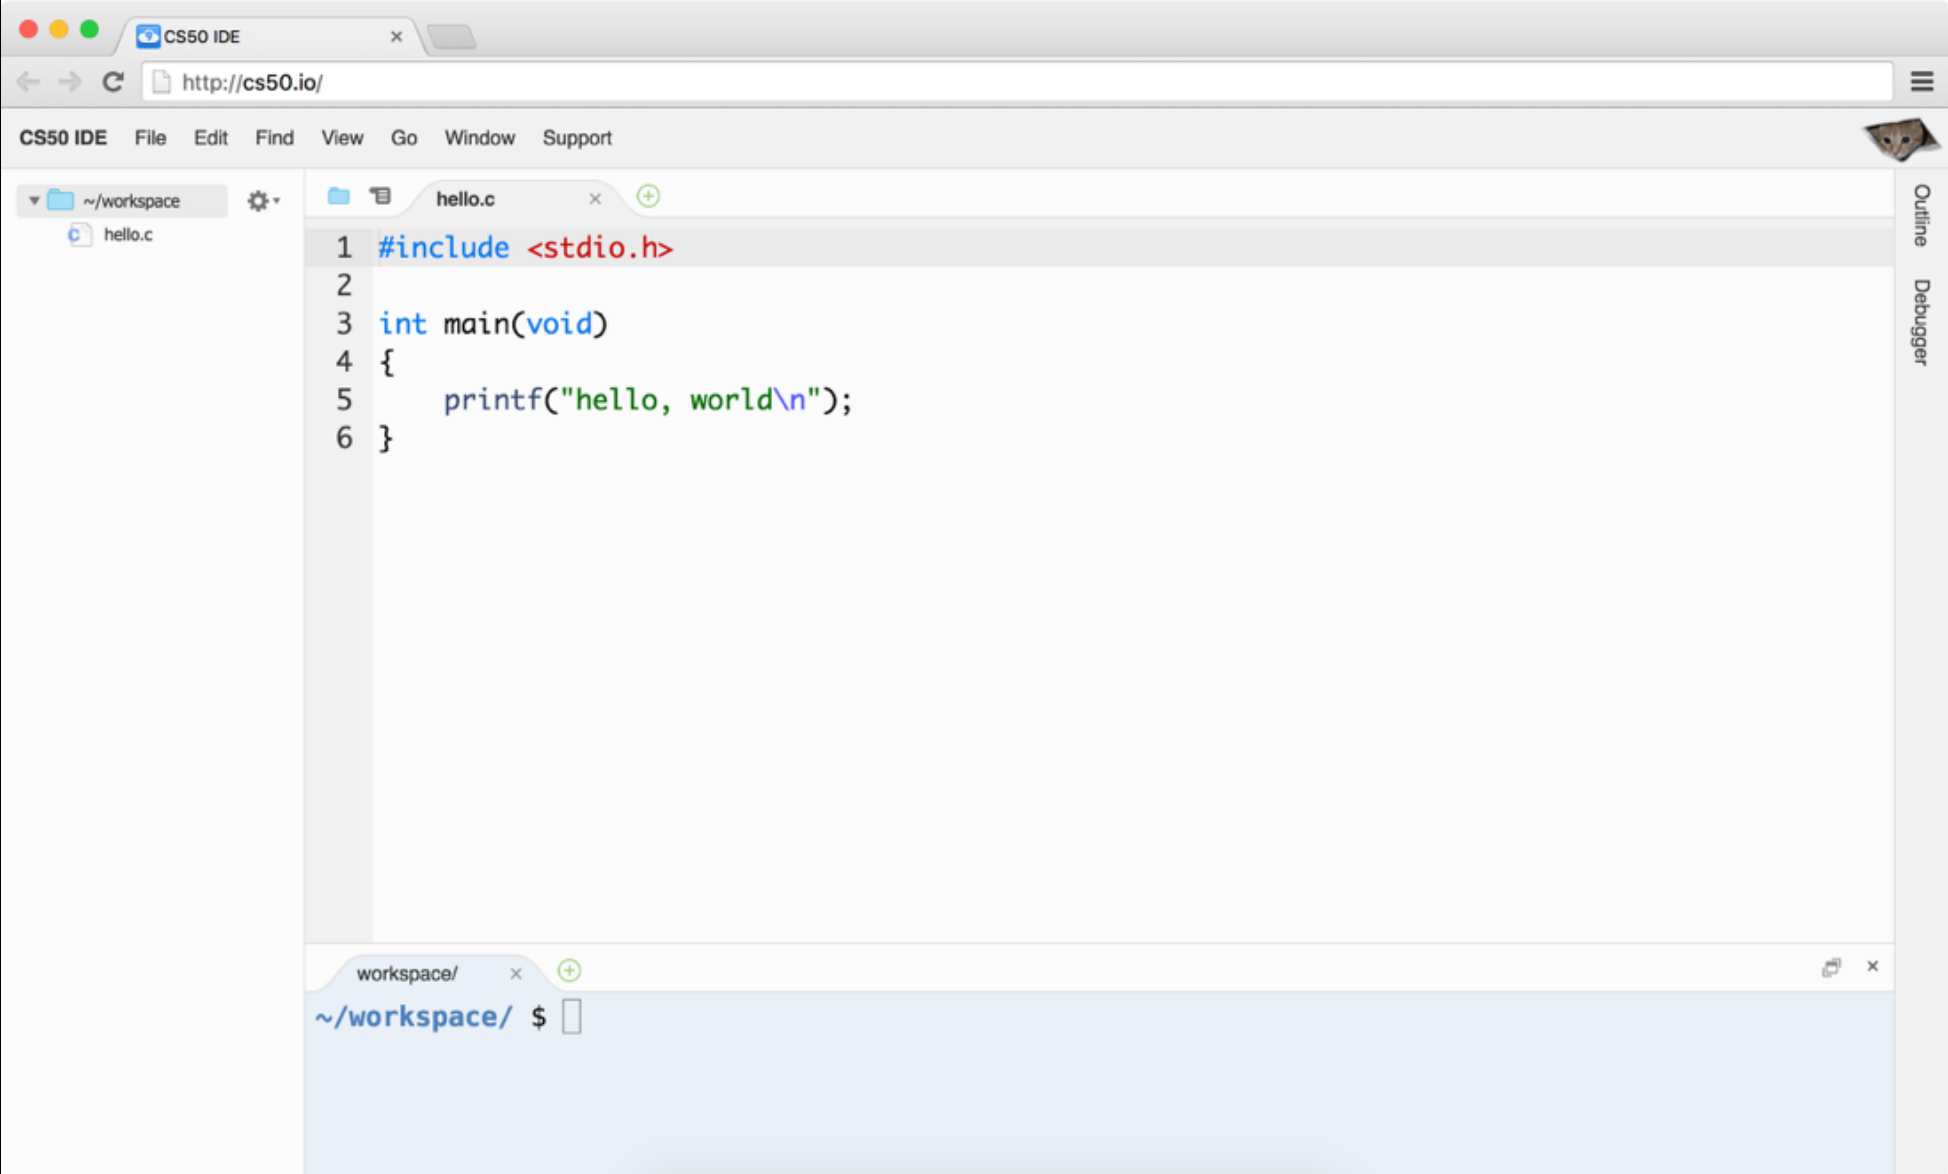 CS50 IDE
http://cs50.io/
CS50 IDE File Edit Find View Go Window Support
~/workspace
hello.c
hello.c
1 #include <stdio.h>
2
3 int main(void)
4 {
5     printf("hello, world\n");
6 }
Outline
Debugger
workspace/
~/workspace/ $